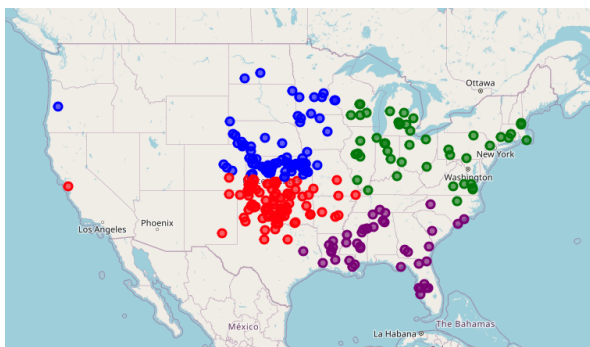 Ottawa
New York
Washington
Los Angeles
Phoenix
México
La Habana
The Bahamas